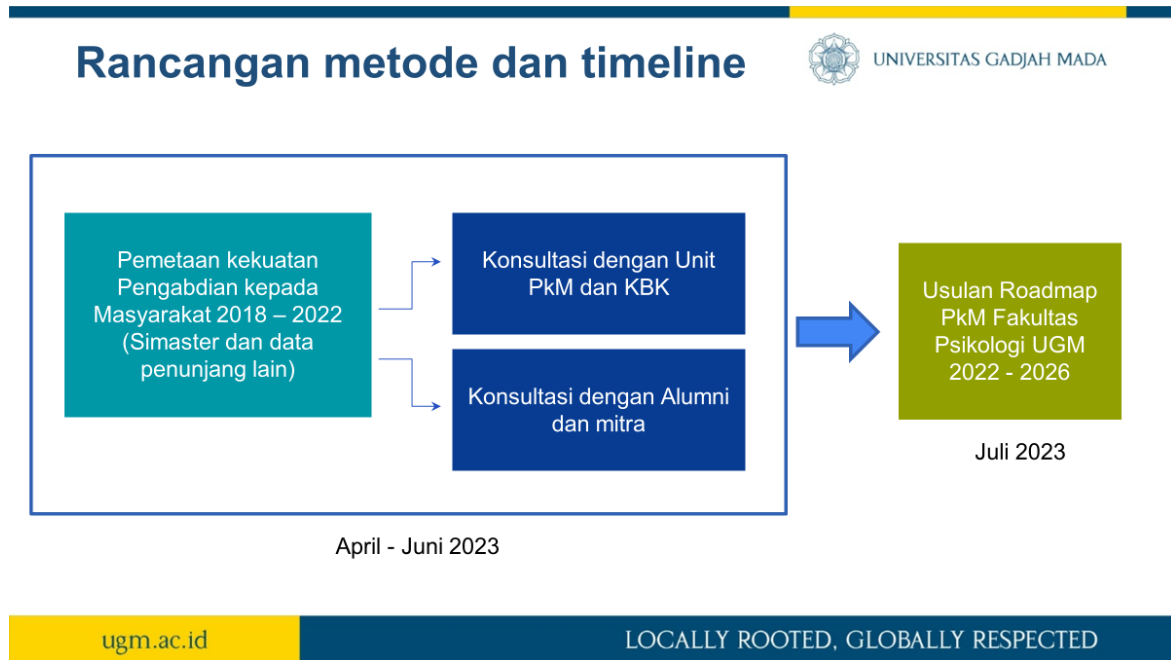 Rancangan metode dan timeline
UNIVERSITAS GADJAH MADA
Pemetaan kekuatan
Pengabdian kepada
Masyarakat 2018 – 2022
(Simaster dan data
penunjang lain)
Konsultasi dengan Unit
PkM dan KBK
Konsultasi dengan Alumni
dan mitra
Usulan Roadmap
PkM Fakultas
Psikologi UGM
2022 - 2026
Juli 2023
April - Juni 2023
ugm.ac.id
LOCALLY ROOTED, GLOBALLY RESPECTED